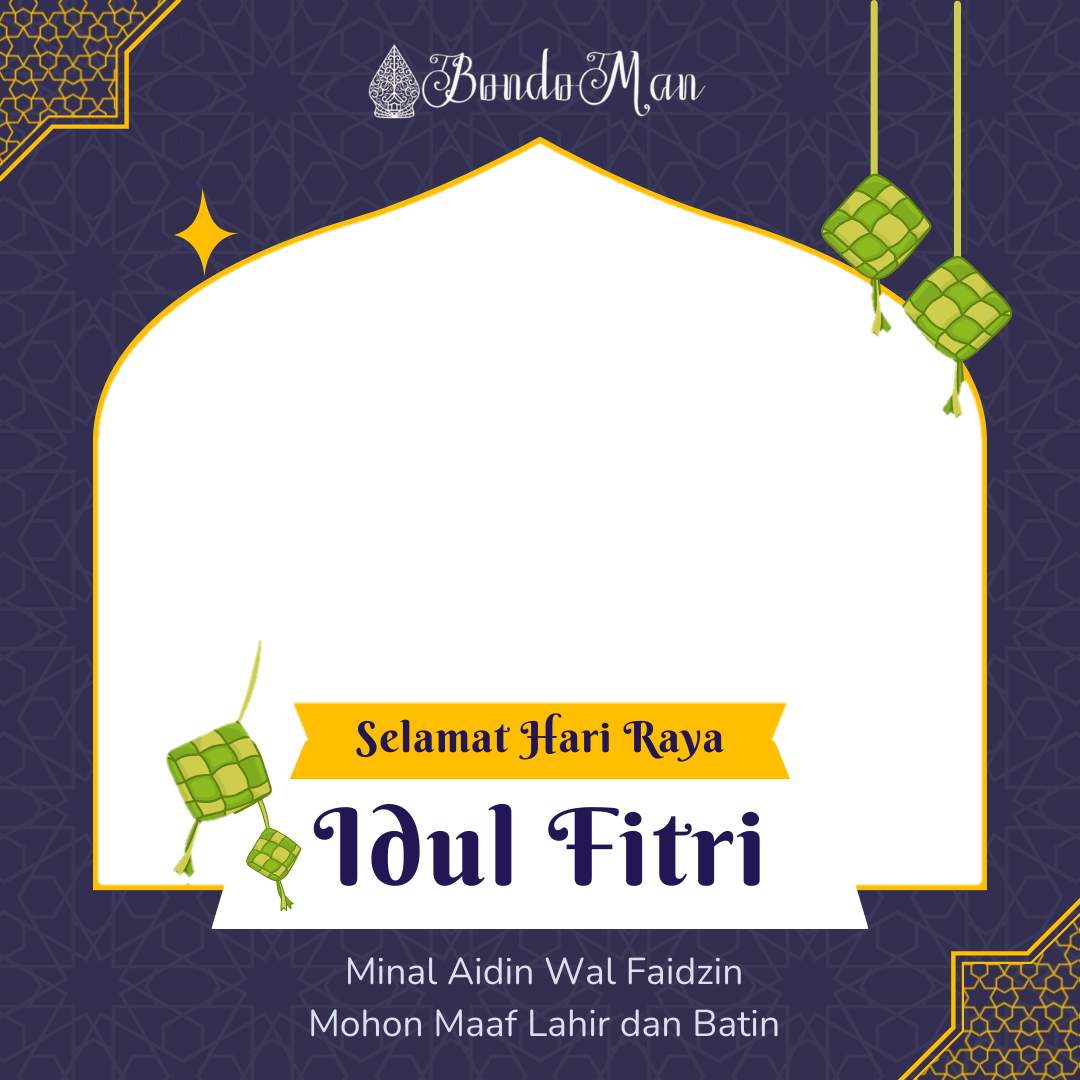 BondoMan
Selamat Hari Raya
Idul Fitri
Minal Aidin Wal Faidzin
Mohon Maaf Lahir dan Batin